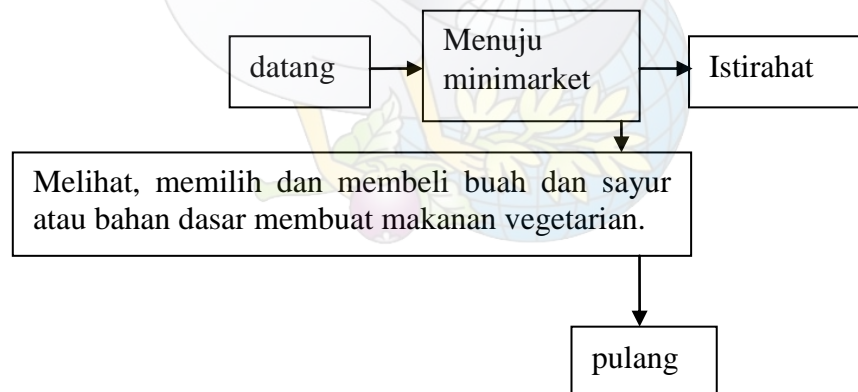 datang
Menuju
minimarket
Istirahat
Melihat, memilih dan membeli buah dan sayur
atau bahan dasar membuat makanan vegetarian.
pulang